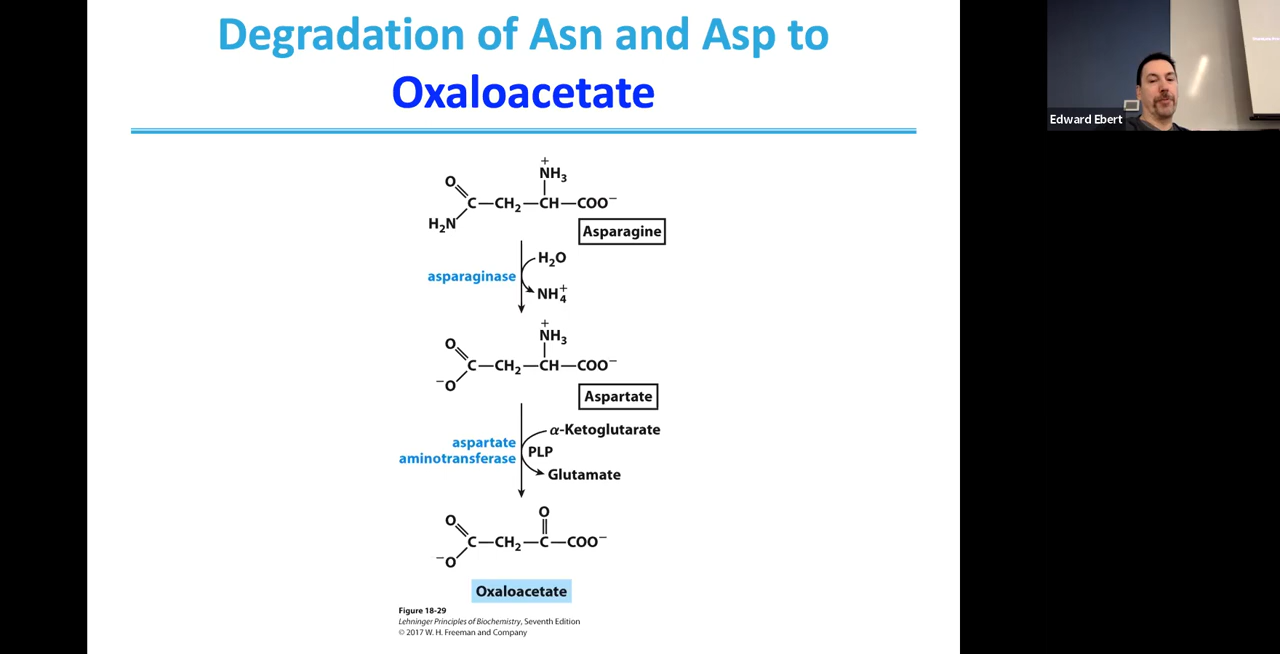 Degradation of Asn and Asp to
Oxaloacetate
Edward Ebert
+
NH3
O
C—CH2—CH—COO−
H2N
Asparagine
H2O
asparaginase
NH4+
+
NH3
O
C—CH2—CH—COO−
−O
Aspartate
α-Ketoglutarate
aspartate
aminotransferase
PLP
Glutamate
O
O
C—CH2—C—COO−
−O
Oxaloacetate
Figure 18-29
Lehninger Principles of Biochemistry, Seventh Edition
© 2017 W. H. Freeman and Company